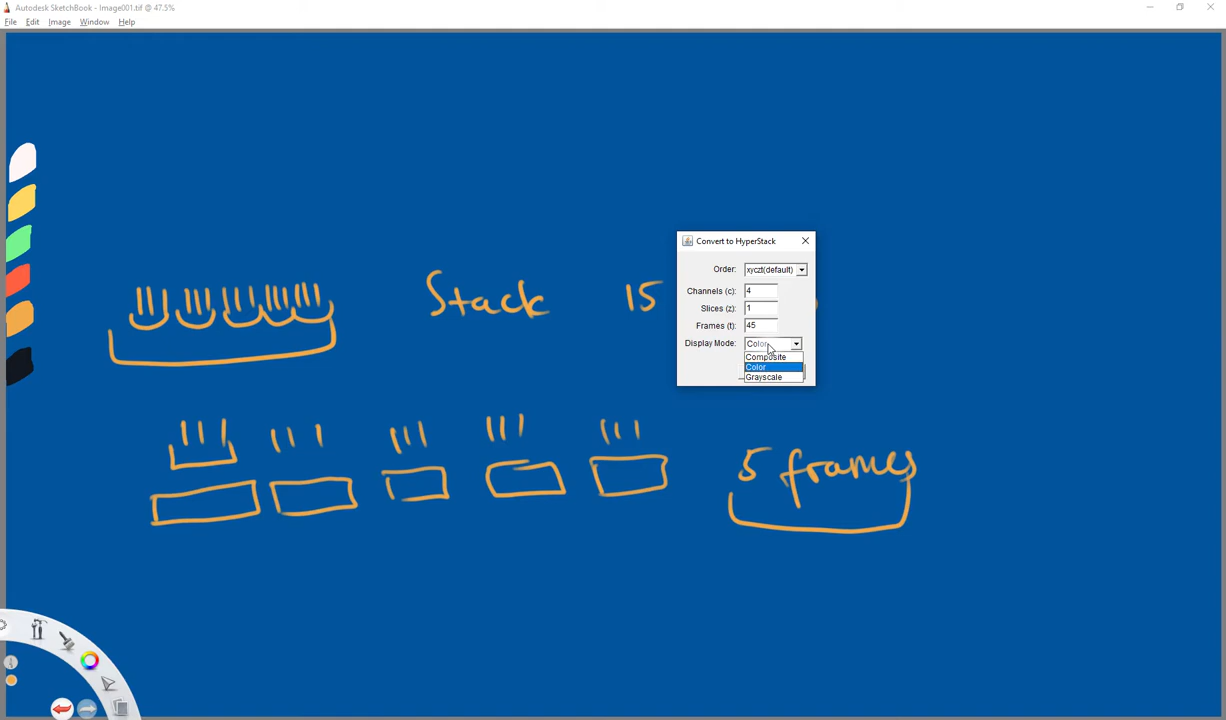 Autodesk SketchBook - Image001.tif @ 47.5%
File Edit Image Window Help
Convert to HyperStack
Order: xyczt(default)
Channels (c): 4
Slices (z): 1
Frames (t): 45
Display Mode: Color
Composite
Color
Grayscale
Stack 15
5 frames